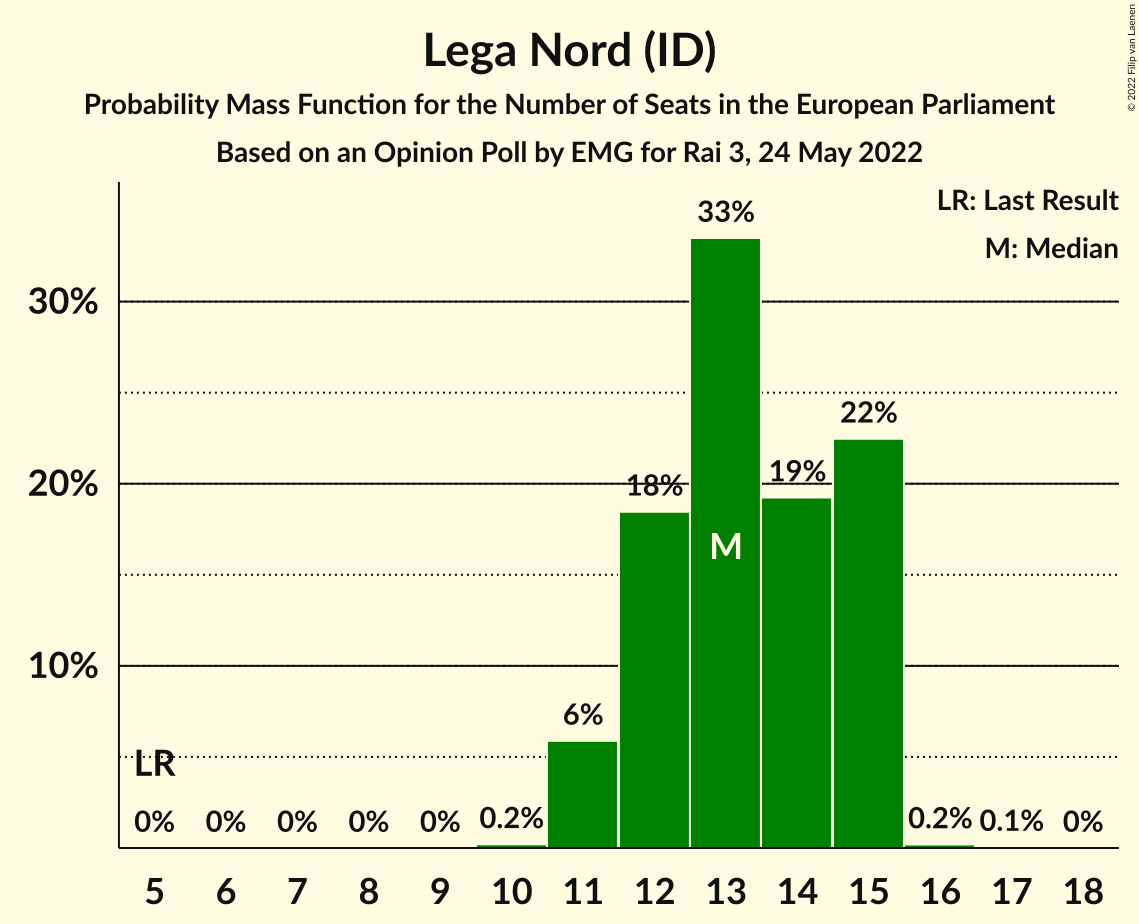 Lega Nord (ID)
Probability Mass Function for the Number of Seats in the European Parliament
Based on an Opinion Poll by EMG for Rai 3, 24 May 2022
© 2022 Filip van Laenen
LR: Last Result
M: Median
33%
30%
22%
20%
18%
19%
M
10%
6%
LR
0% 0% 0% 0% 0% 0.2% 0.2% 0.1% 0%
5 6 7 8 9 10 11 12 13 14 15 16 17 18